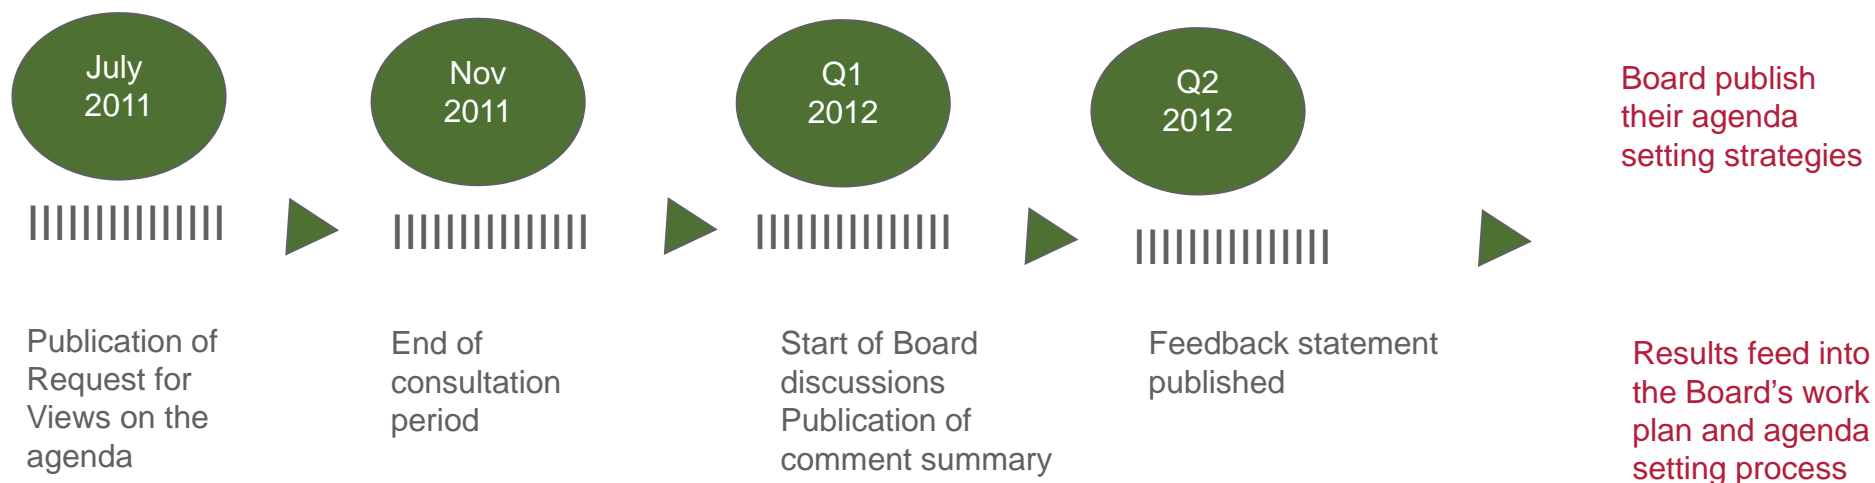 July
2011
Nov
2011
Q1
2012
Q2
2012
Board publish
their agenda
setting strategies
Publication of
Request for
Views on the
agenda
End of
consultation
period
Start of Board
discussions
Publication of
comment summary
Feedback statement
published
Results feed into
the Board’s work
plan and agenda
setting process